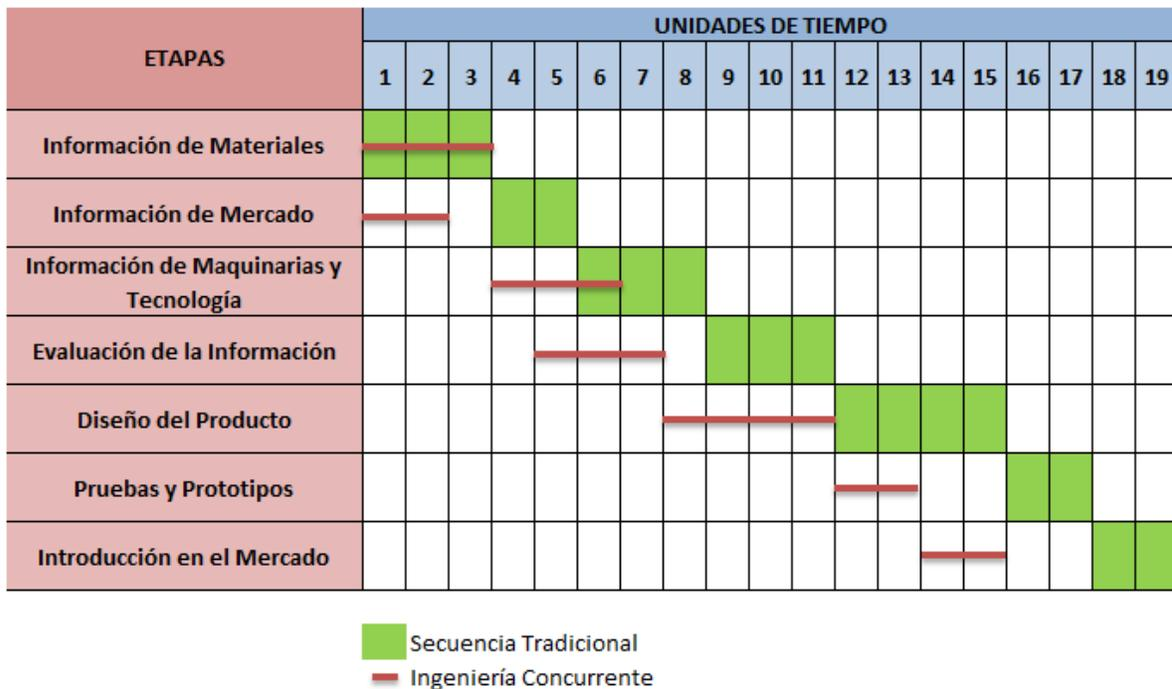 ETAPAS
UNIDADES DE TIEMPO
1 2 3 4 5 6 7 8 9 10 11 12 13 14 15 16 17 18 19
Información de Materiales
Información de Mercado
Información de Maquinarias y
Tecnología
Evaluación de la Información
Diseño del Producto
Pruebas y Prototipos
Introducción en el Mercado
Secuencia Tradicional
Ingeniería Concurrente